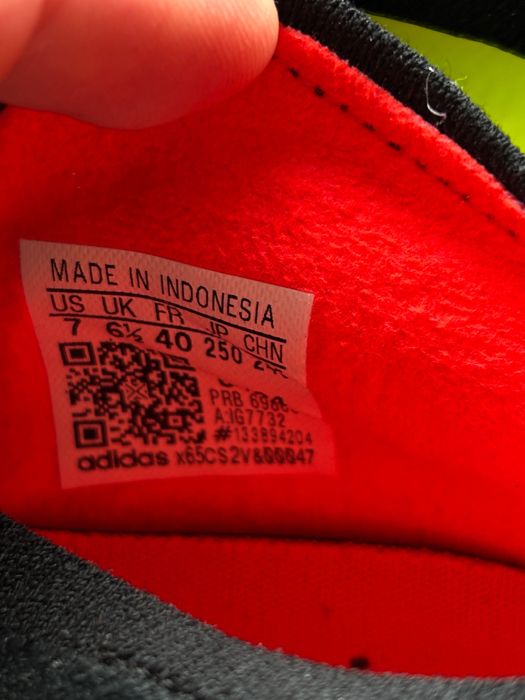 MADE IN INDONESIA
US UK FR JP CHN
7 6½ 40 250
PRB
A:IG7732
#133894204
adidas x65CS2V&00047